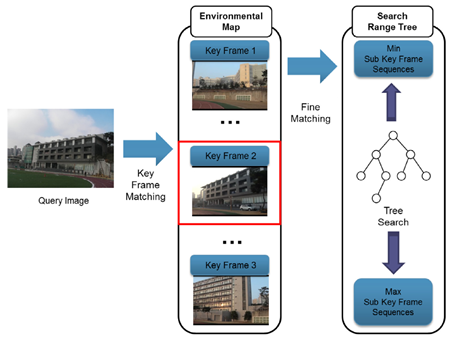 Environmental
Map
Search
Range Tree
Key Frame 1
Min
Sub Key Frame
Sequences
Fine
Matching
Key Frame 2
Query Image
Key
Frame
Matching
Tree
Search
Key Frame 3
Max
Sub Key Frame
Sequences